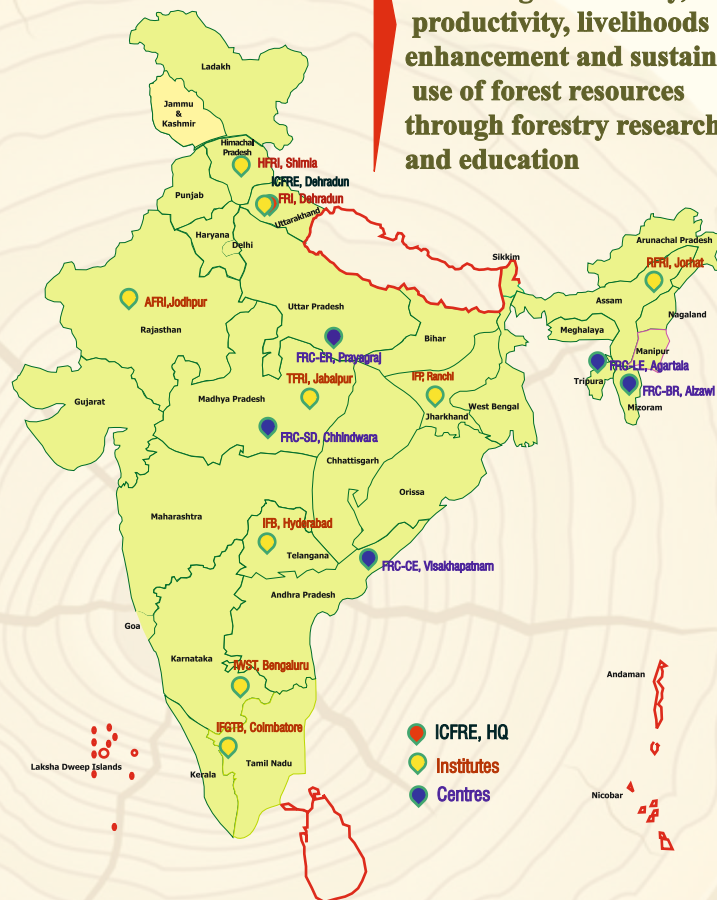 productivity, livelihoods
enhancement and sustain
use of forest resources
through forestry research
and education
Ladakh
Jammu
&
Kashmir
Himachal
Pradesh
HFRI, Shimla
ICFRE, Dehradun
FRI, Dehradun
Punjab
Uttarakhand
Haryana
Delhi
Arunachal Pradesh
Sikkim
RFRI, Jorhat
AFRI,Jodhpur
Assam
Uttar Pradesh
Nagaland
Rajasthan
Meghalaya
Bihar
Manipur
FRC-ER, Prayagraj
FRC-LE, Agartala
TFRI, Jabalpur
IFP, Ranchi
Tripura
FRC-BR, Aizawl
Gujarat
Madhya Pradesh
West Bengal
Mizoram
Jharkhand
FRC-SD, Chhindwara
Chhattisgarh
Orissa
Maharashtra
IFB, Hyderabad
Telangana
FRC-CE, Visakhapatnam
Andhra Pradesh
Goa
Karnataka
IWST, Bengaluru
Andaman
IFGTB, Coimbatore
ICFRE, HQ
Laksha Dweep Islands
Tamil Nadu
Institutes
Kerala
Centres
Nicobar